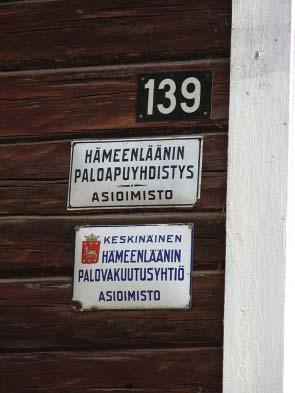 139
HÄMEENLÄÄNIN
PALOAPUYHDISTYS
ASIOIMISTO
KESKINÄINEN
HÄMEENLÄÄNIN
PALOVAKUUTUSYHTIÖ
ASIOIMISTO